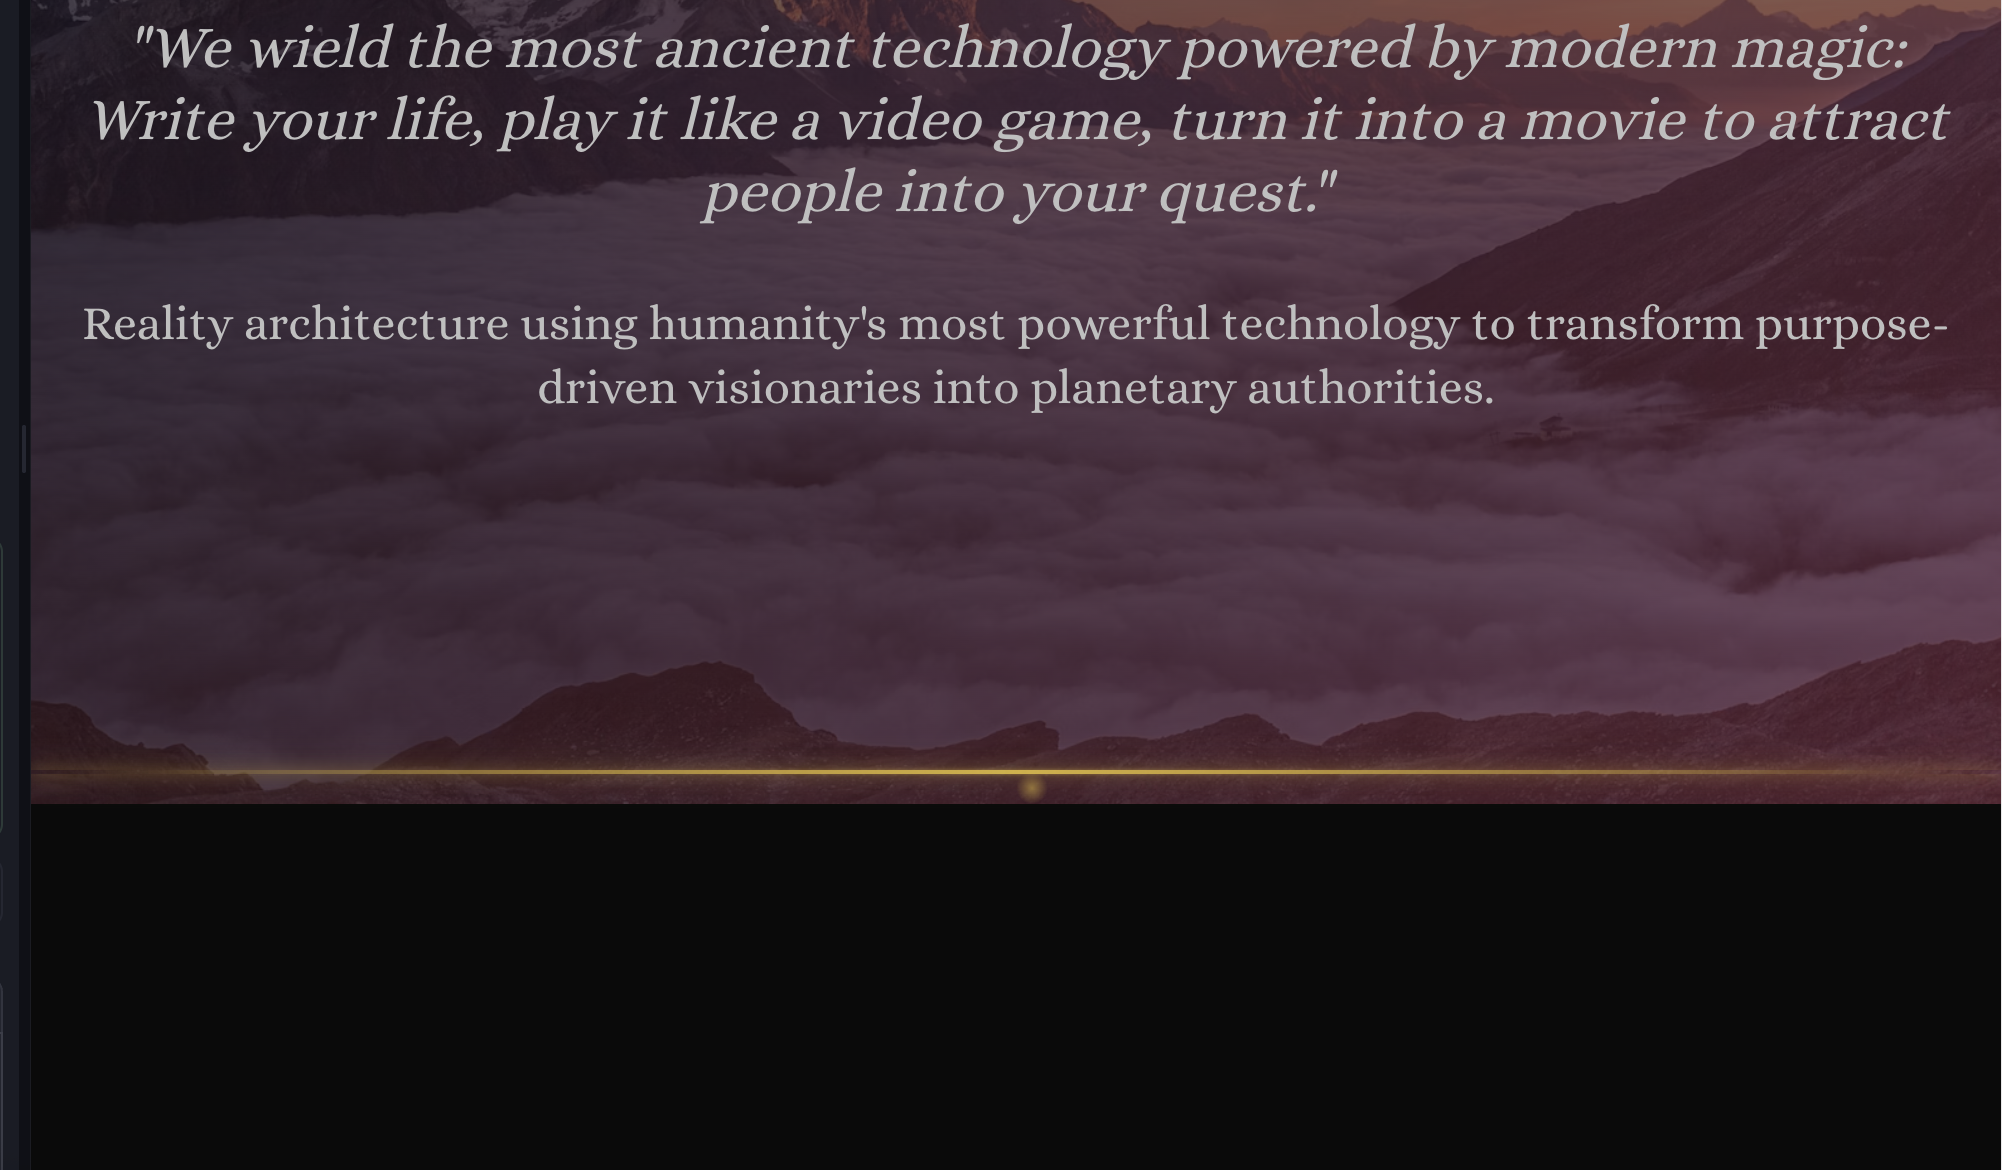 "We wield the most ancient technology powered by modern magic:
Write your life, play it like a video game, turn it into a movie to attract
people into your quest."
Reality architecture using humanity's most powerful technology to transform purpose-
driven visionaries into planetary authorities.